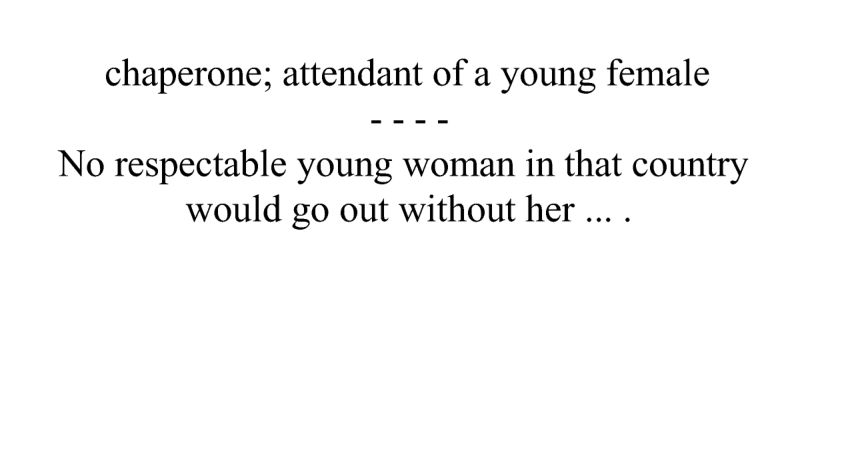 chaperone; attendant of a young female
- - - -
No respectable young woman in that country
would go out without her ... .